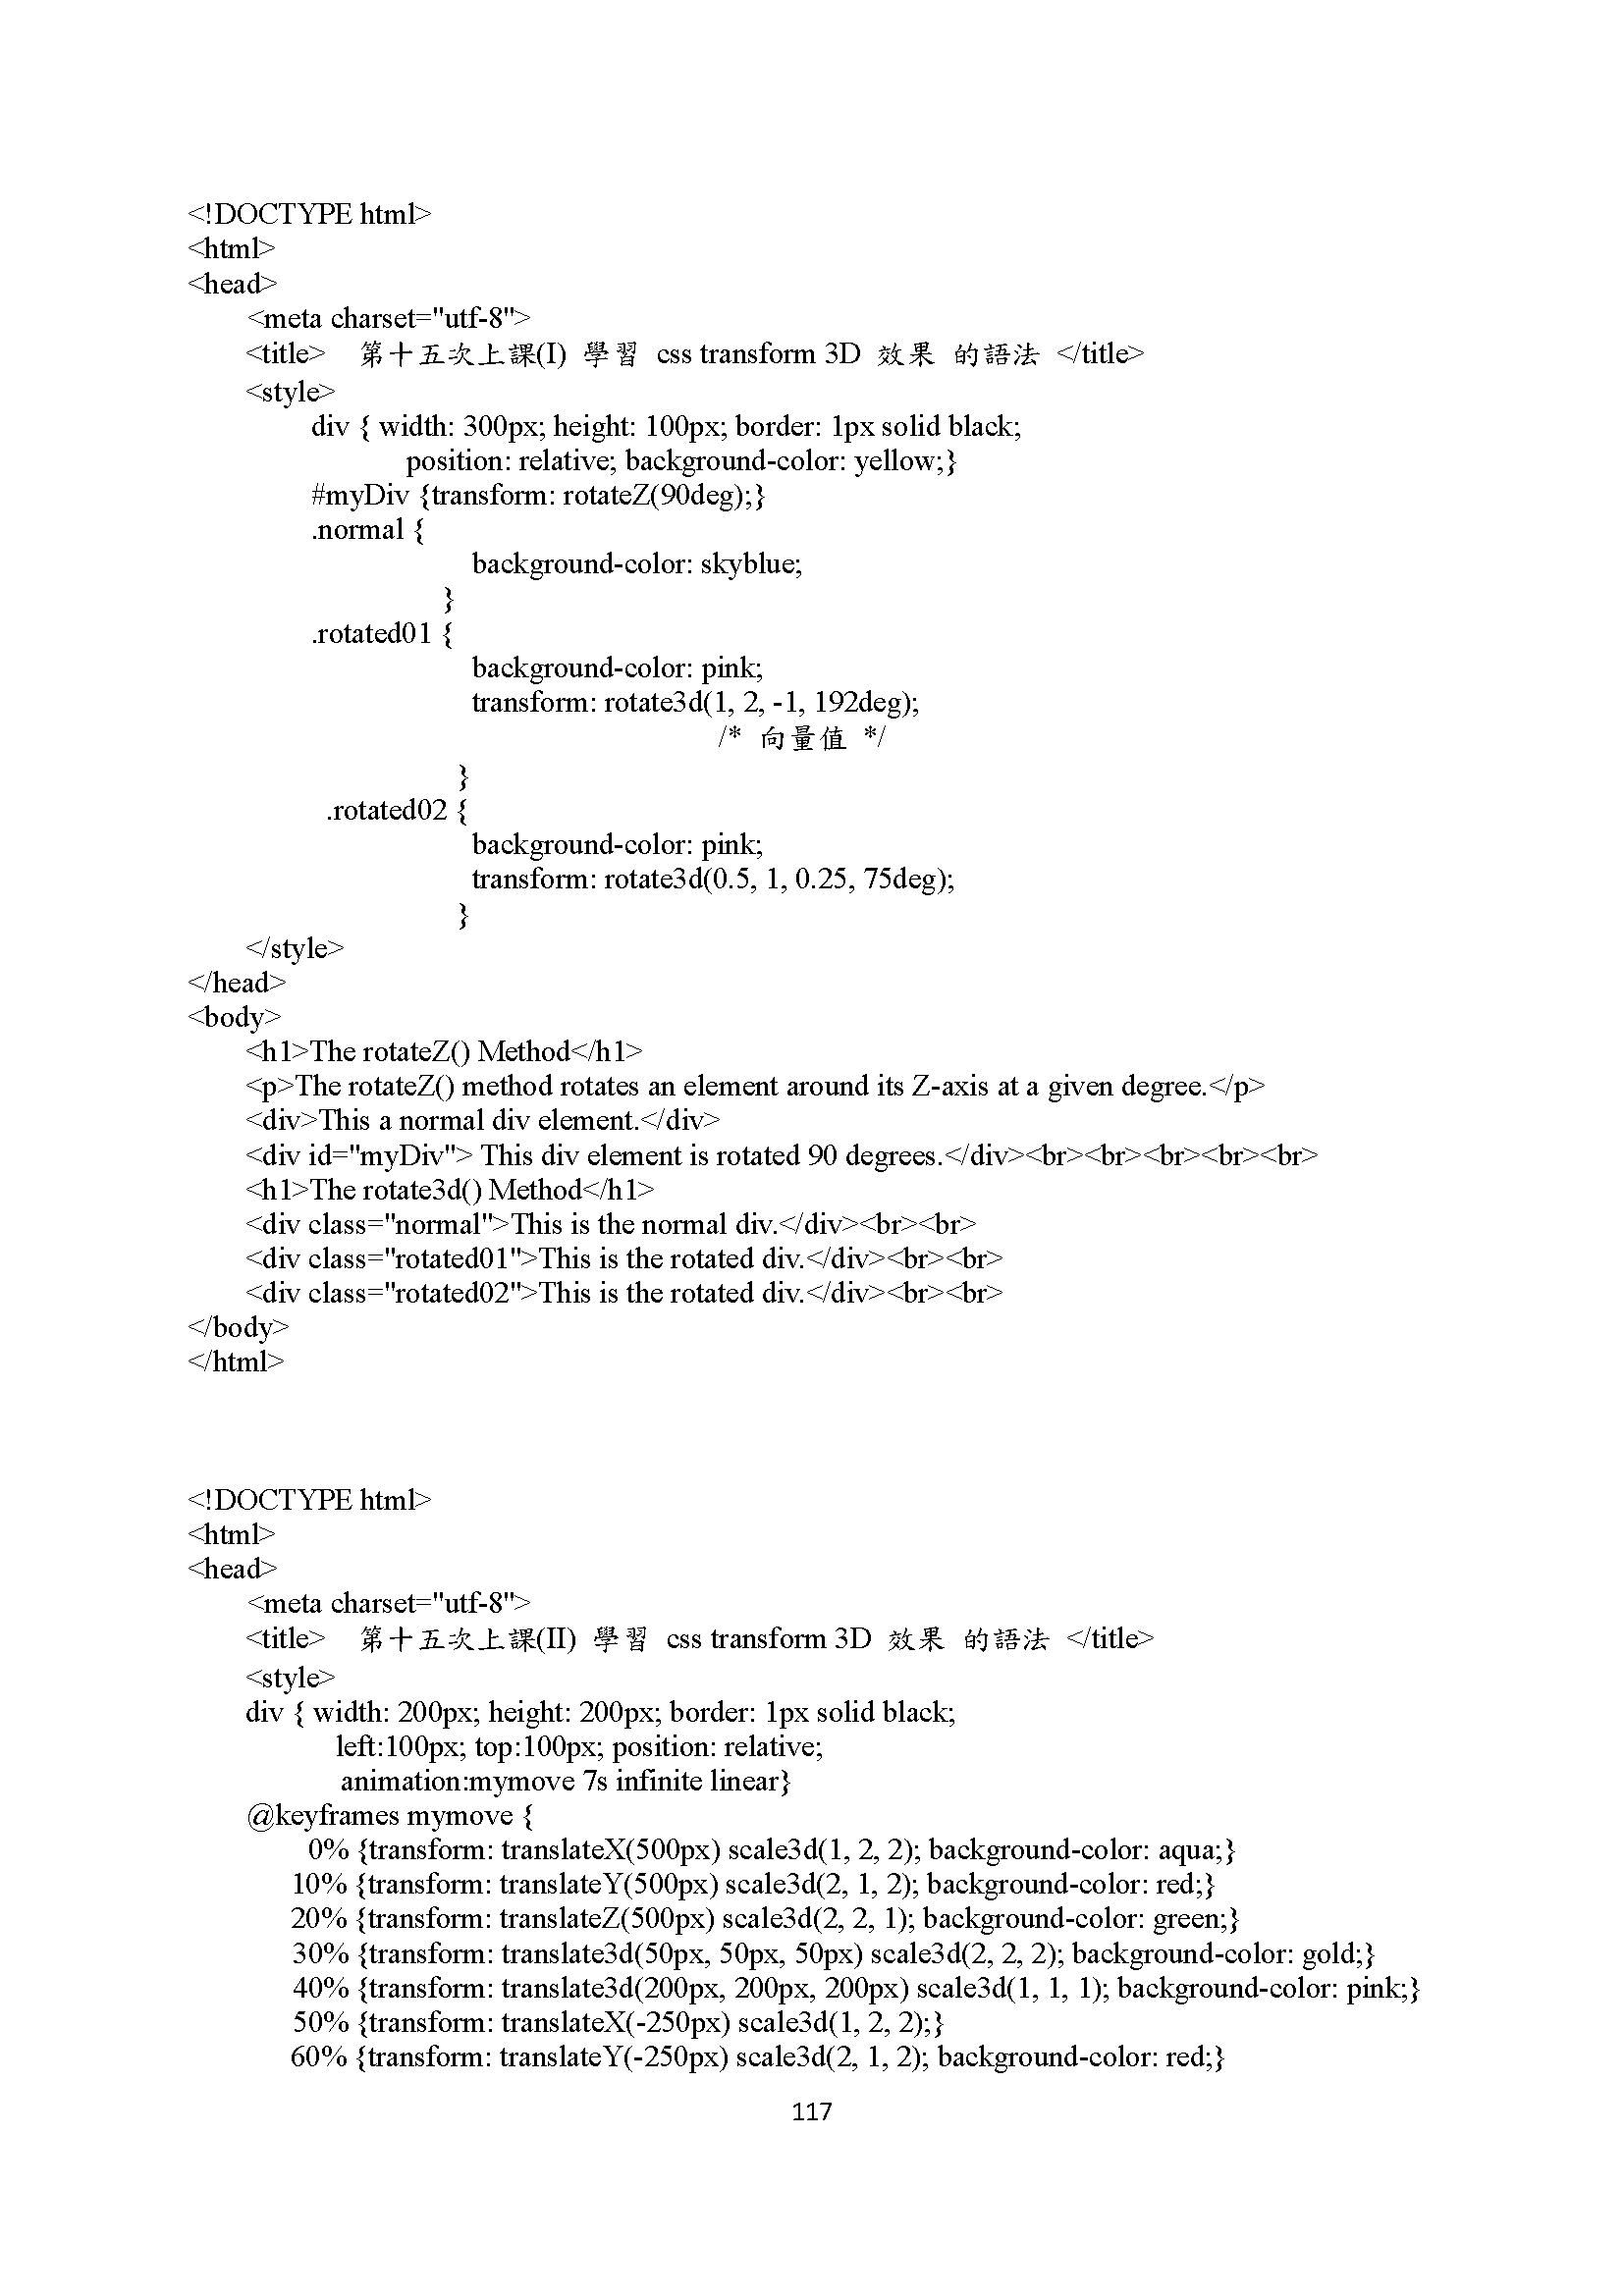 <!DOCTYPE html>
<html>
<head>
<meta charset="utf-8">
<title>  第十五次上課(I) 學習 css transform 3D 效果 的語法 </title>
<style>
div { width: 300px; height: 100px; border: 1px solid black;
position: relative; background-color: yellow;}
#myDiv {transform: rotateZ(90deg);}
.normal {
background-color: skyblue;
}
.rotated01 {
background-color: pink;
transform: rotate3d(1, 2, -1, 192deg);
/* 向量值 */
}
.rotated02 {
background-color: pink;
transform: rotate3d(0.5, 1, 0.25, 75deg);
}
</style>
</head>
<body>
<h1>The rotateZ() Method</h1>
<p>The rotateZ() method rotates an element around its Z-axis at a given degree.</p>
<div>This a normal div element.</div>
<div id="myDiv"> This div element is rotated 90 degrees.</div><br><br><br><br><br>
<h1>The rotate3d() Method</h1>
<div class="normal">This is the normal div.</div><br><br>
<div class="rotated01">This is the rotated div.</div><br><br>
<div class="rotated02">This is the rotated div.</div><br><br>
</body>
</html>
<!DOCTYPE html>
<html>
<head>
<meta charset="utf-8">
<title>  第十五次上課(II) 學習 css transform 3D 效果 的語法 </title>
<style>
div { width: 200px; height: 200px; border: 1px solid black;
left:100px; top:100px; position: relative;
animation:mymove 7s infinite linear}
@keyframes mymove {
0% {transform: translateX(500px) scale3d(1, 2, 2); background-color: aqua;}
10% {transform: translateY(500px) scale3d(2, 1, 2); background-color: red;}
20% {transform: translateZ(500px) scale3d(2, 2, 1); background-color: green;}
30% {transform: translate3d(50px, 50px, 50px) scale3d(2, 2, 2); background-color: gold;}
40% {transform: translate3d(200px, 200px, 200px) scale3d(1, 1, 1); background-color: pink;}
50% {transform: translateX(-250px) scale3d(1, 2, 2);}
60% {transform: translateY(-250px) scale3d(2, 1, 2); background-color: red;}
117